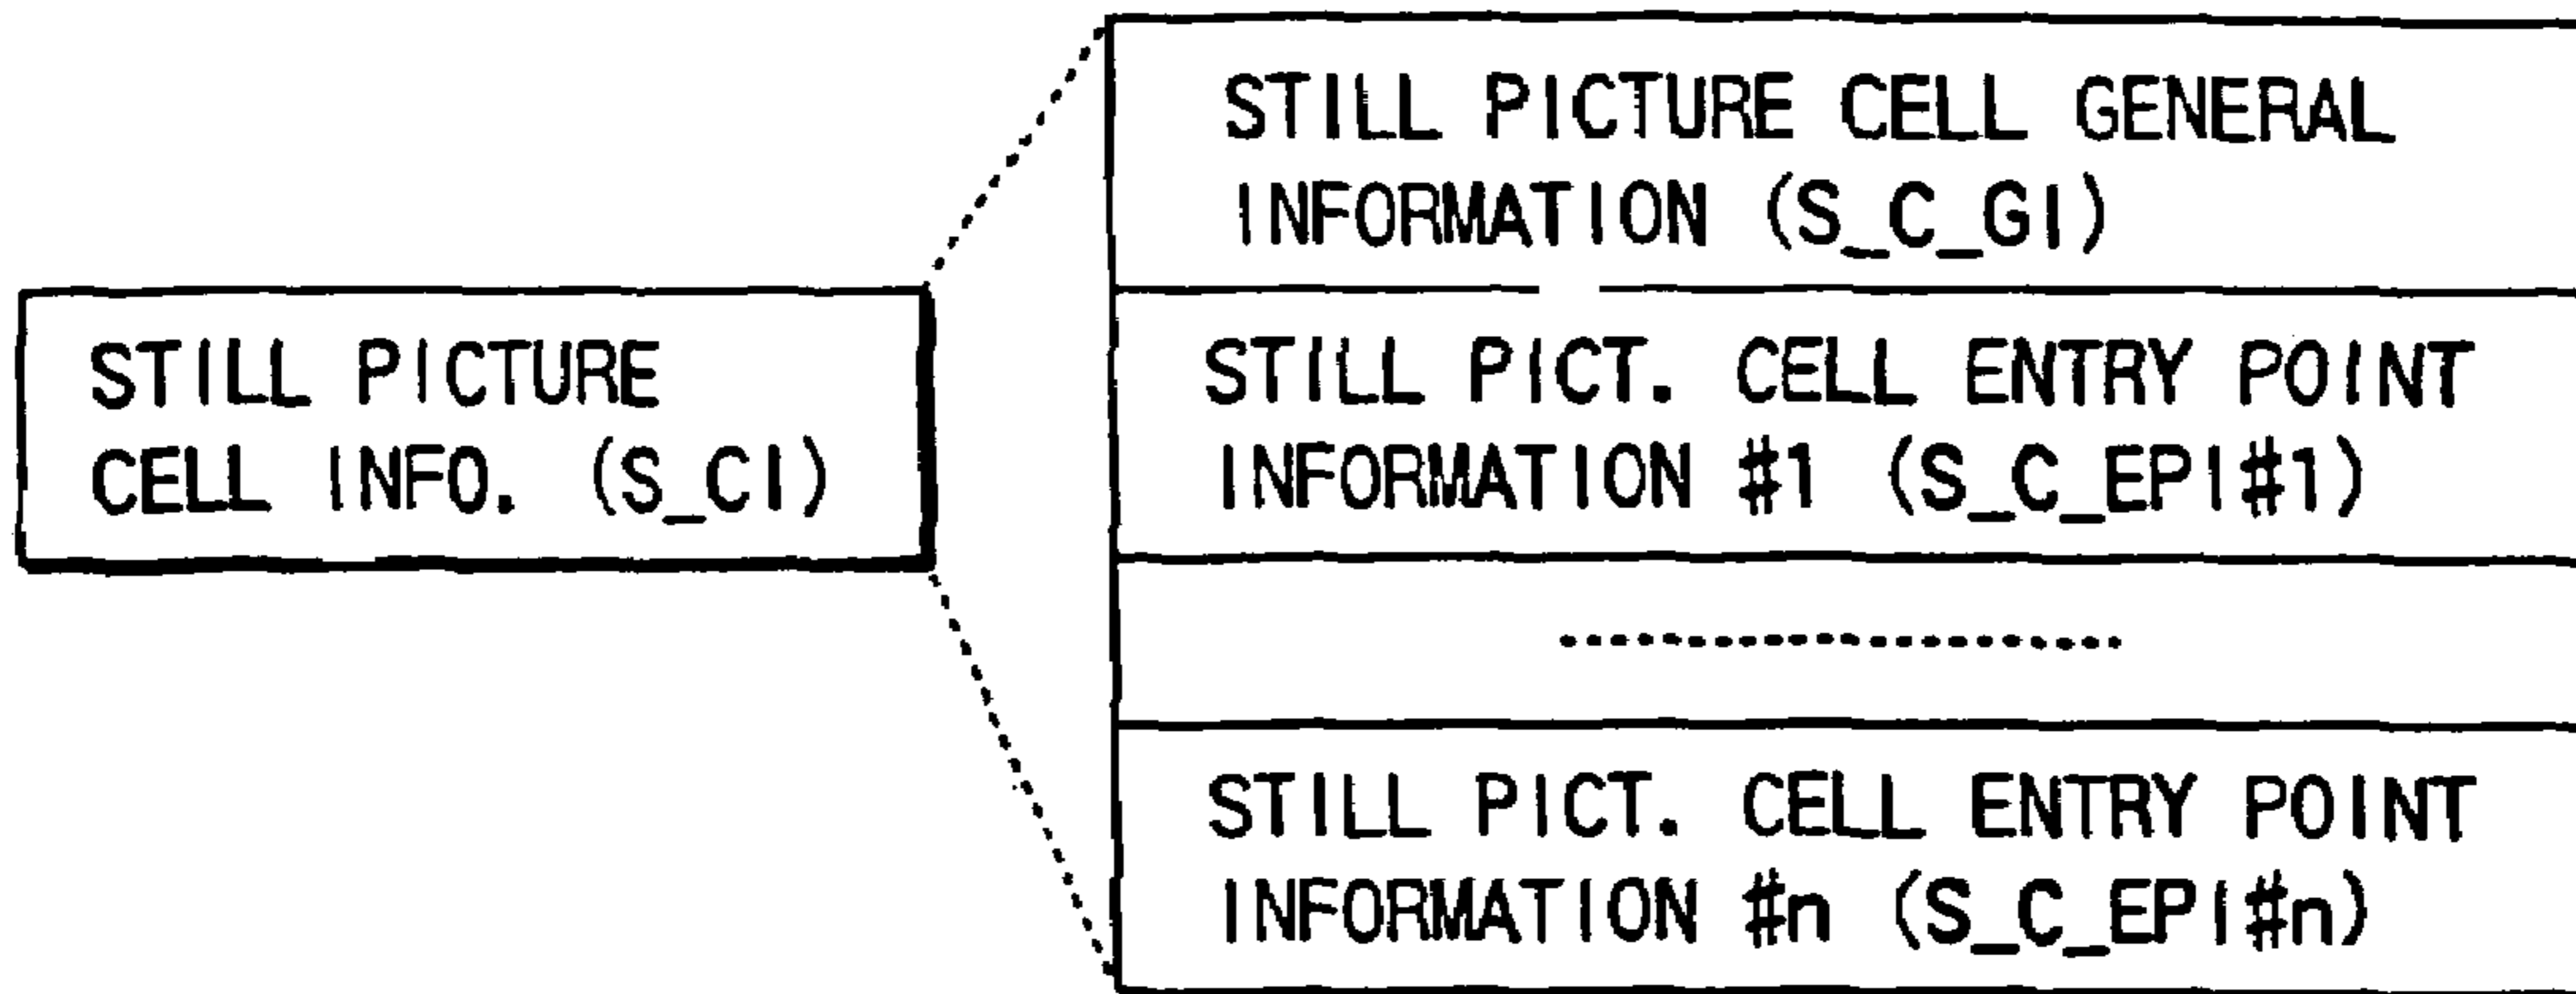 STILL PICTURE
CELL INFO. (S_CI)
STILL PICTURE CELL GENERAL
INFORMATION (S_C_GI)
STILL PICT. CELL ENTRY POINT
INFORMATION #1 (S_C_EPI#1)
STILL PICT. CELL ENTRY POINT
INFORMATION #n (S_C_EPI#n)